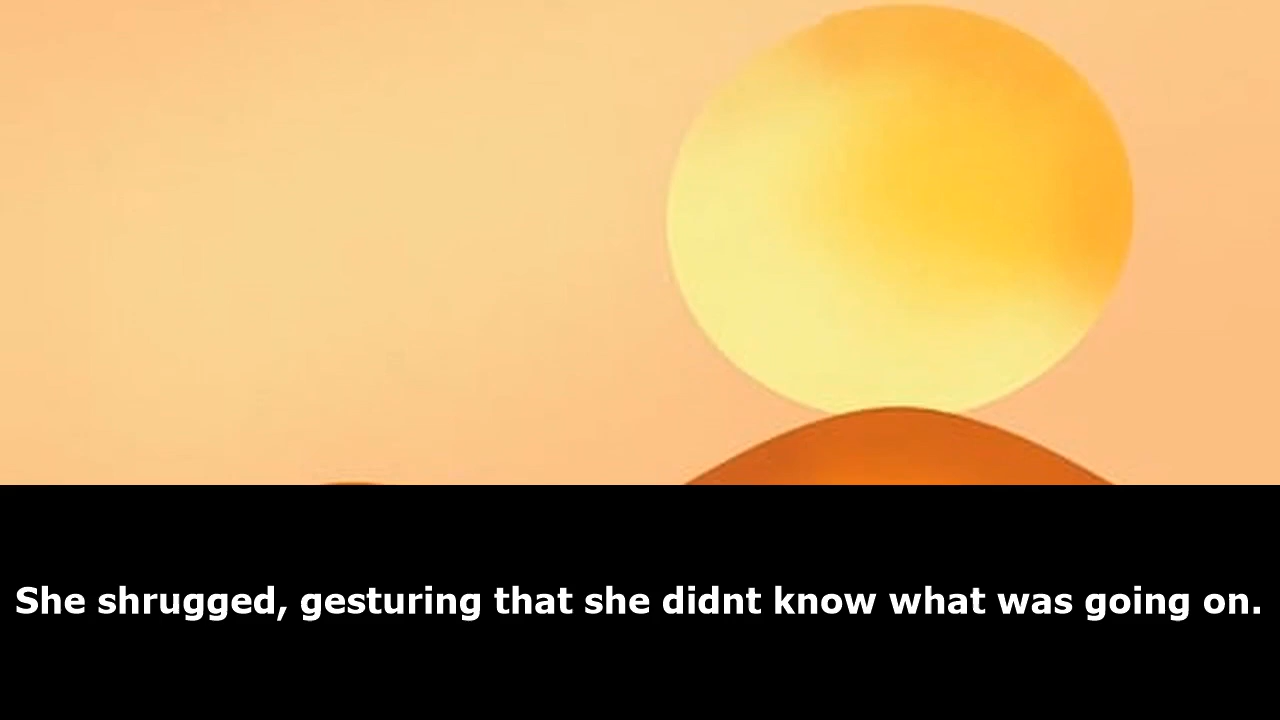 She shrugged, gesturing that she didnt know what was going on.